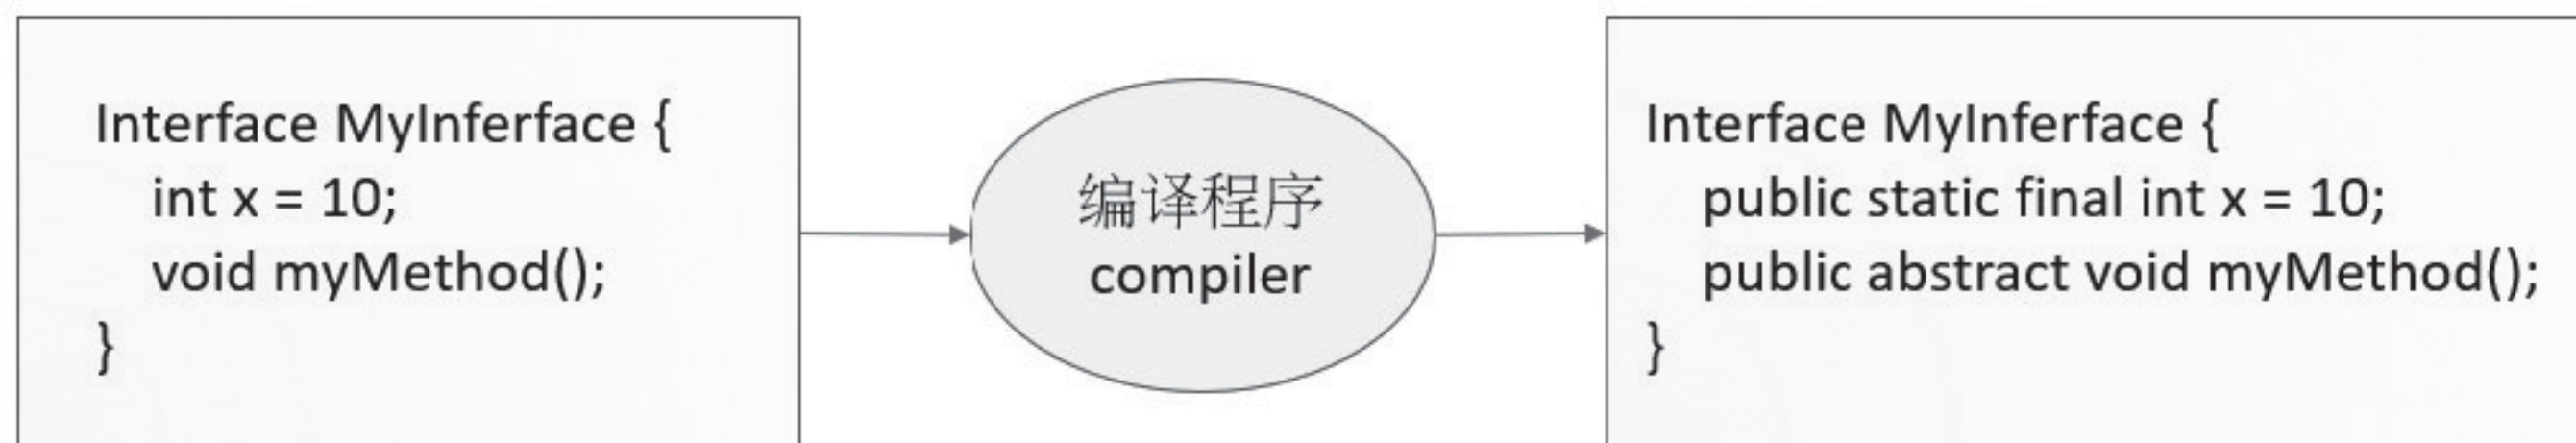 Interface MyInferface {
int x = 10;
void myMethod();
}
编译程序
compiler
Interface MyInferface {
public static final int x = 10;
public abstract void myMethod();
}